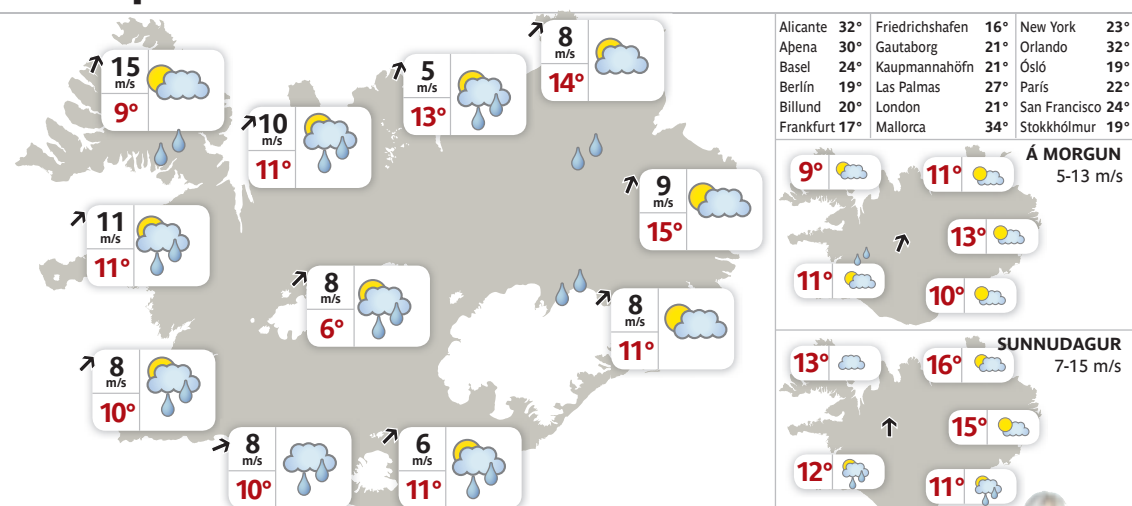 15
m/s
9°
10
m/s
11°
5
m/s
13°
8
m/s
14°
11
m/s
11°
9
m/s
15°
8
m/s
6°
8
m/s
11°
8
m/s
10°
8
m/s
10°
6
m/s
11°
Alicante 32°
Aþena 30°
Basel 24°
Berlín 19°
Billund 20°
Frankfurt 17°
Friedrichshafen 16°
Gautaborg 21°
Kaupmannahöfn 21°
Las Palmas 27°
London 21°
Mallorca 34°
New York 23°
Orlando 32°
Ósló 19°
París 22°
San Francisco 24°
Stokkhólmur 19°
Á MORGUN
5-13 m/s
9°
11°
13°
11°
10°
SUNNUDAGUR
7-15 m/s
13°
16°
15°
12°
11°